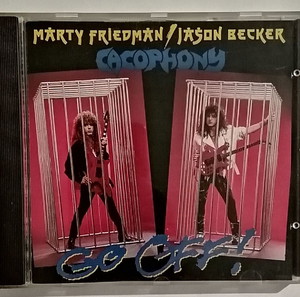 MARTY FRIEDMAN/JASON BECKER
CACOPHONY
GO OFF!